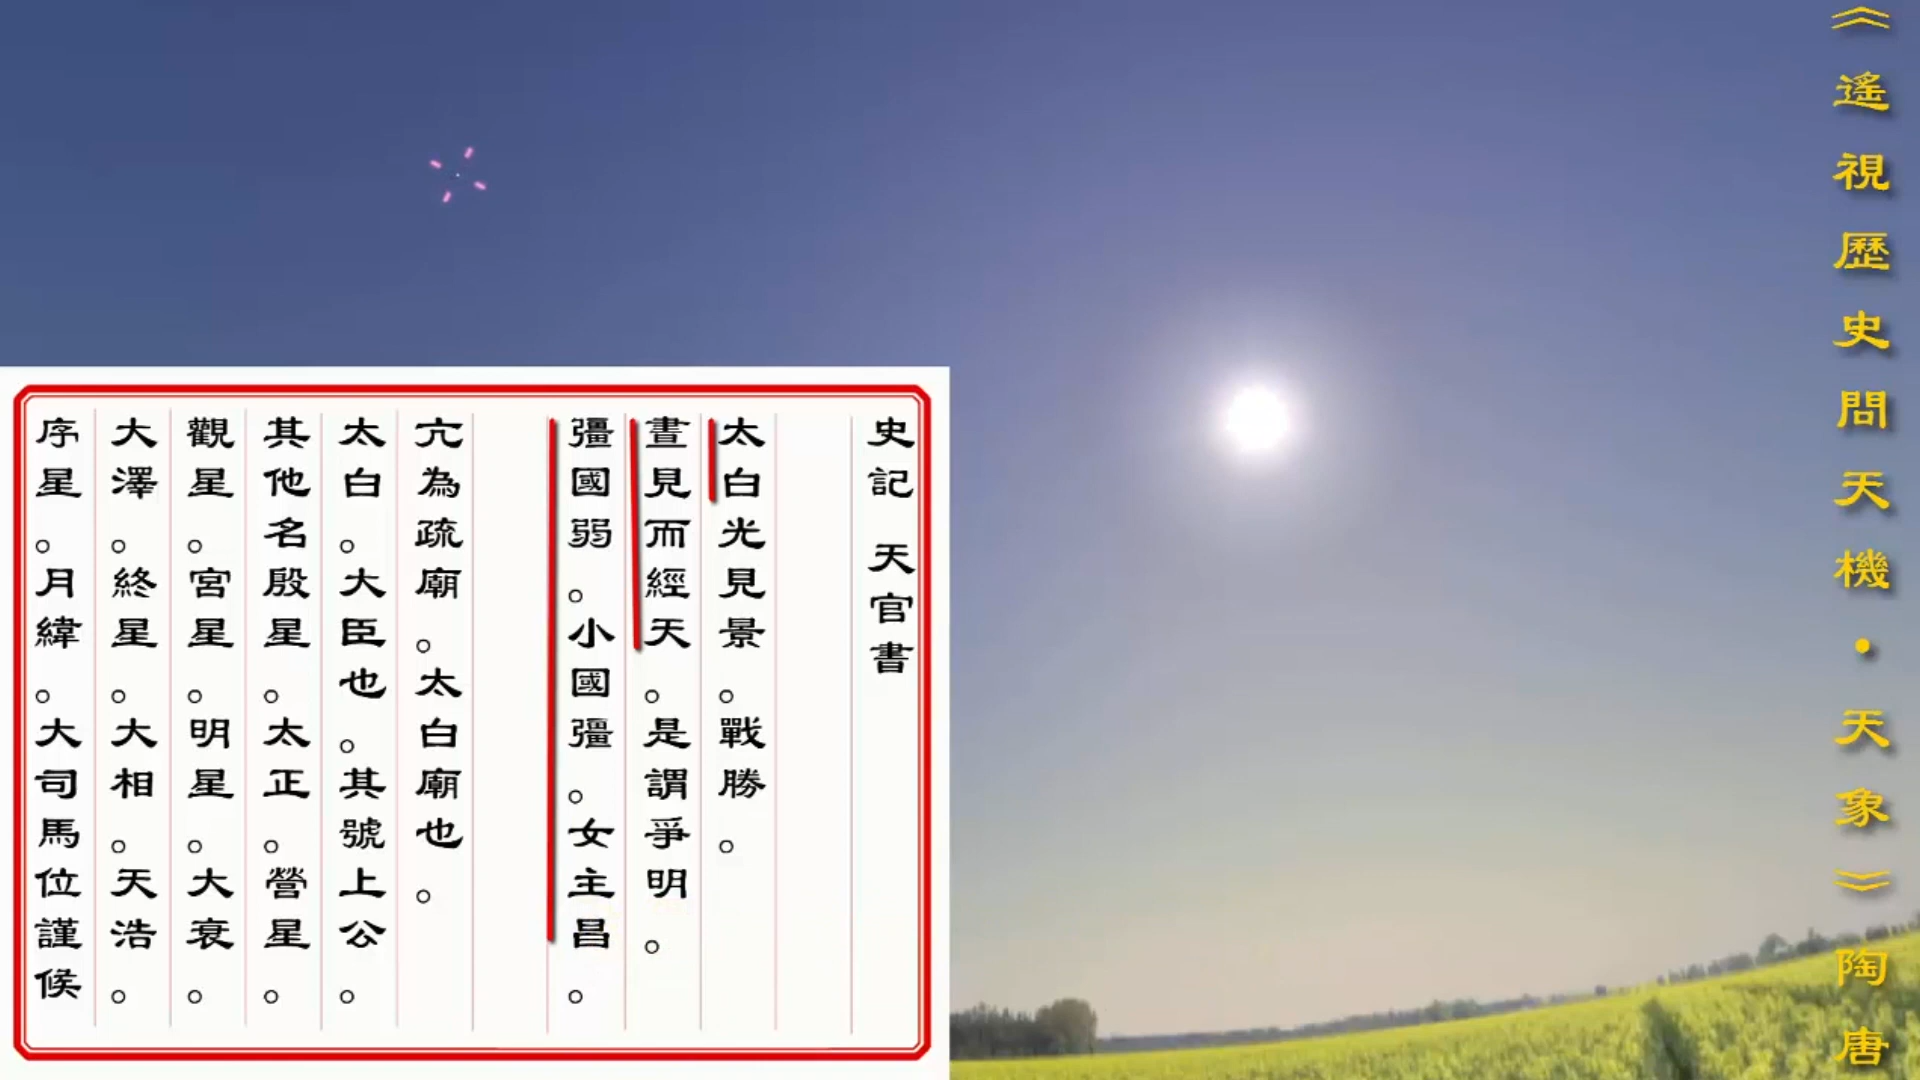 《遙視歷史問天機·天象》陶唐
史記 天官書
太白光見景。戰勝。
晝見而經天。是謂爭明。
彊國弱。小國彊。女主昌。
亢為疏廟。太白廟也。
太白。大臣也。其號上公。
其他名殷星。太正。營星。
觀星。宮星。明星。大衰。
大澤。終星。大相。天浩。
序星。月緯。大司馬位謹候